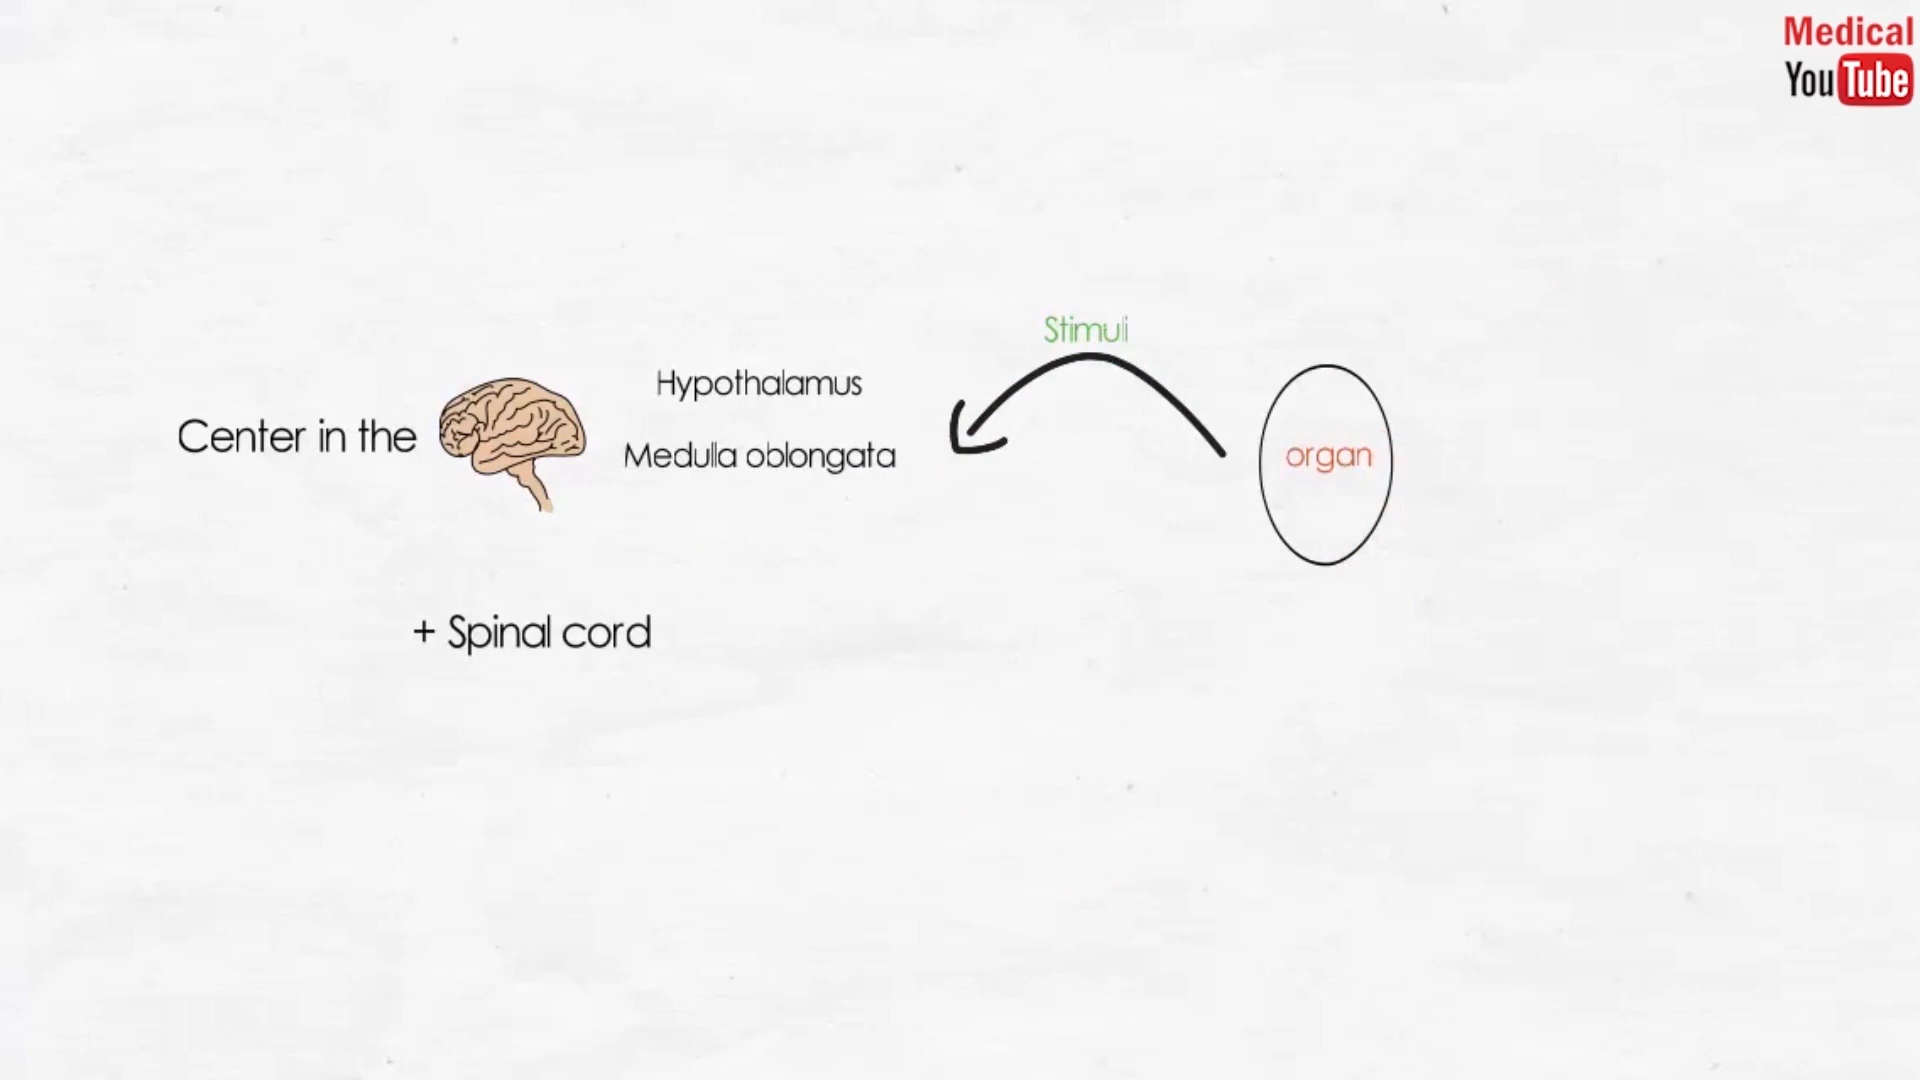 Medical
YouTube
Stimuli
Hypothalamus
Center in the
Medulla oblongata
organ
+ Spinal cord